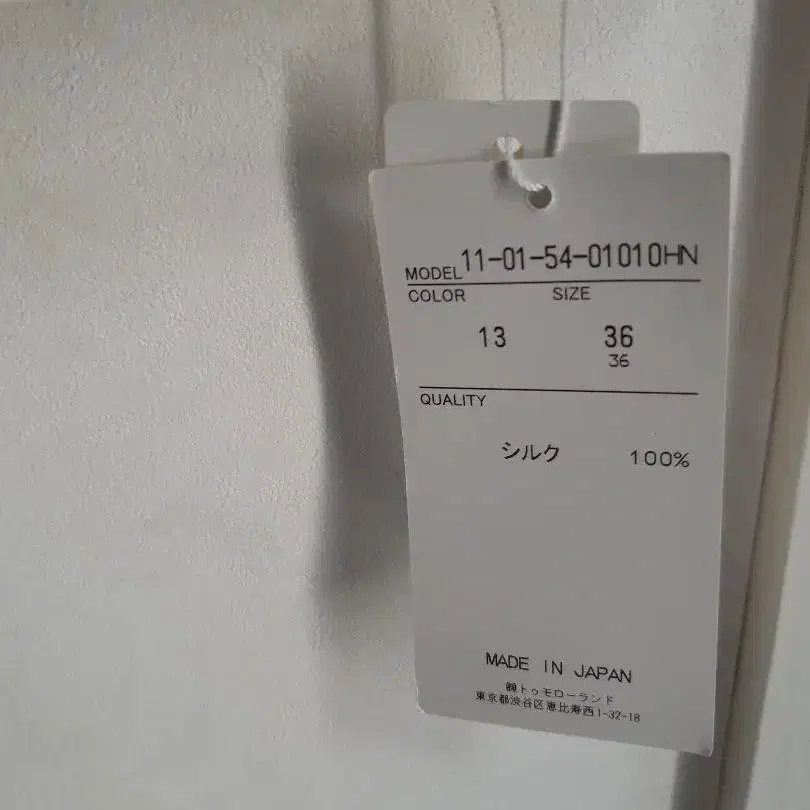 MODEL 11-01-54-01010HN
COLOR SIZE
13 36
36
QUALITY
シルク 100%
MADE IN JAPAN
㈱トゥモローランド
東京都渋谷区恵比寿西1-32-18